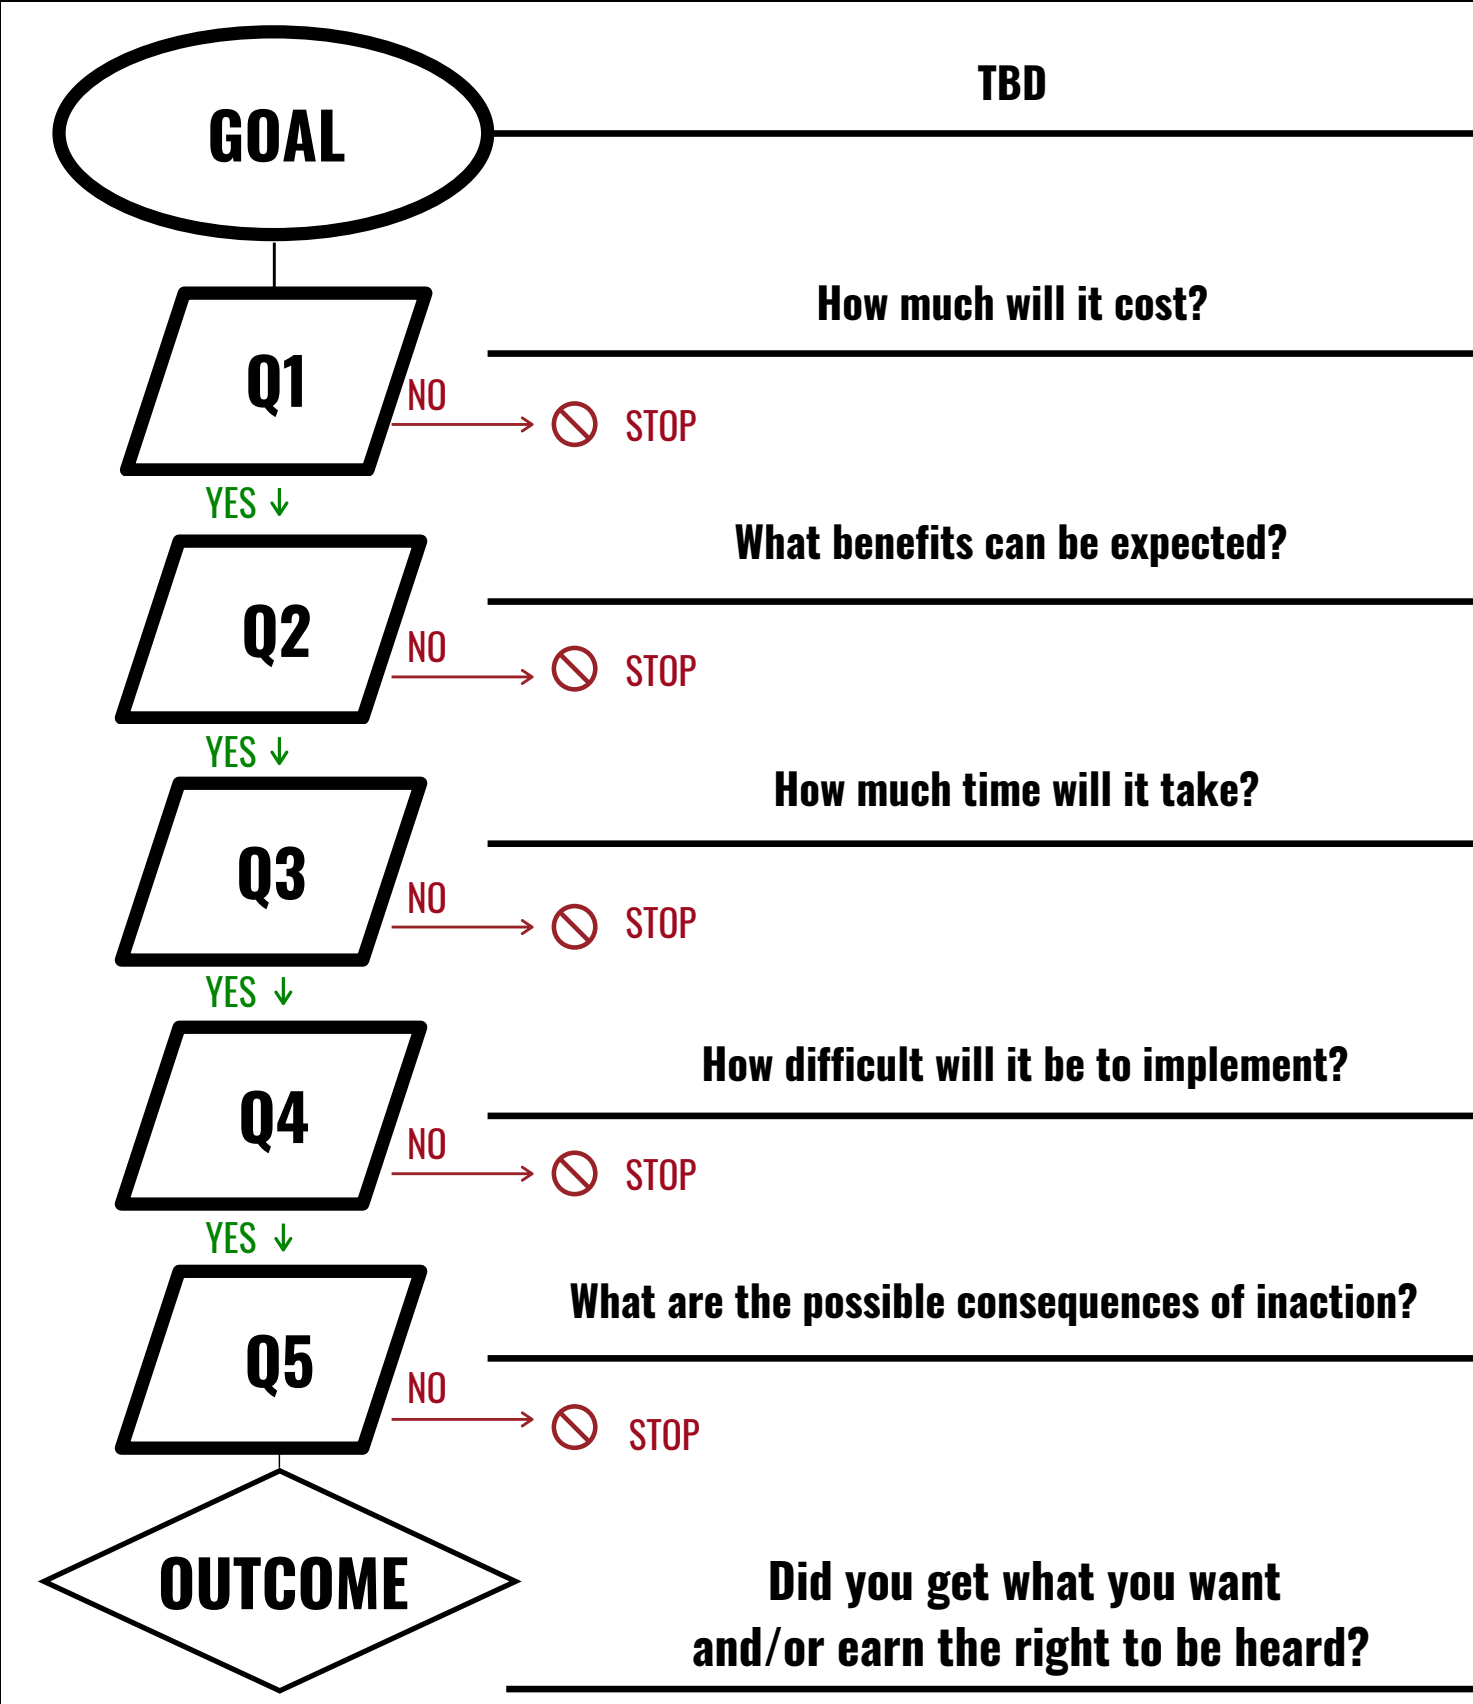 GOAL
TBD
Q1
How much will it cost?
NO
STOP
YES
Q2
What benefits can be expected?
NO
STOP
YES
Q3
How much time will it take?
NO
STOP
YES
Q4
How difficult will it be to implement?
NO
STOP
YES
Q5
What are the possible consequences of inaction?
NO
STOP
OUTCOME
Did you get what you want
and/or earn the right to be heard?